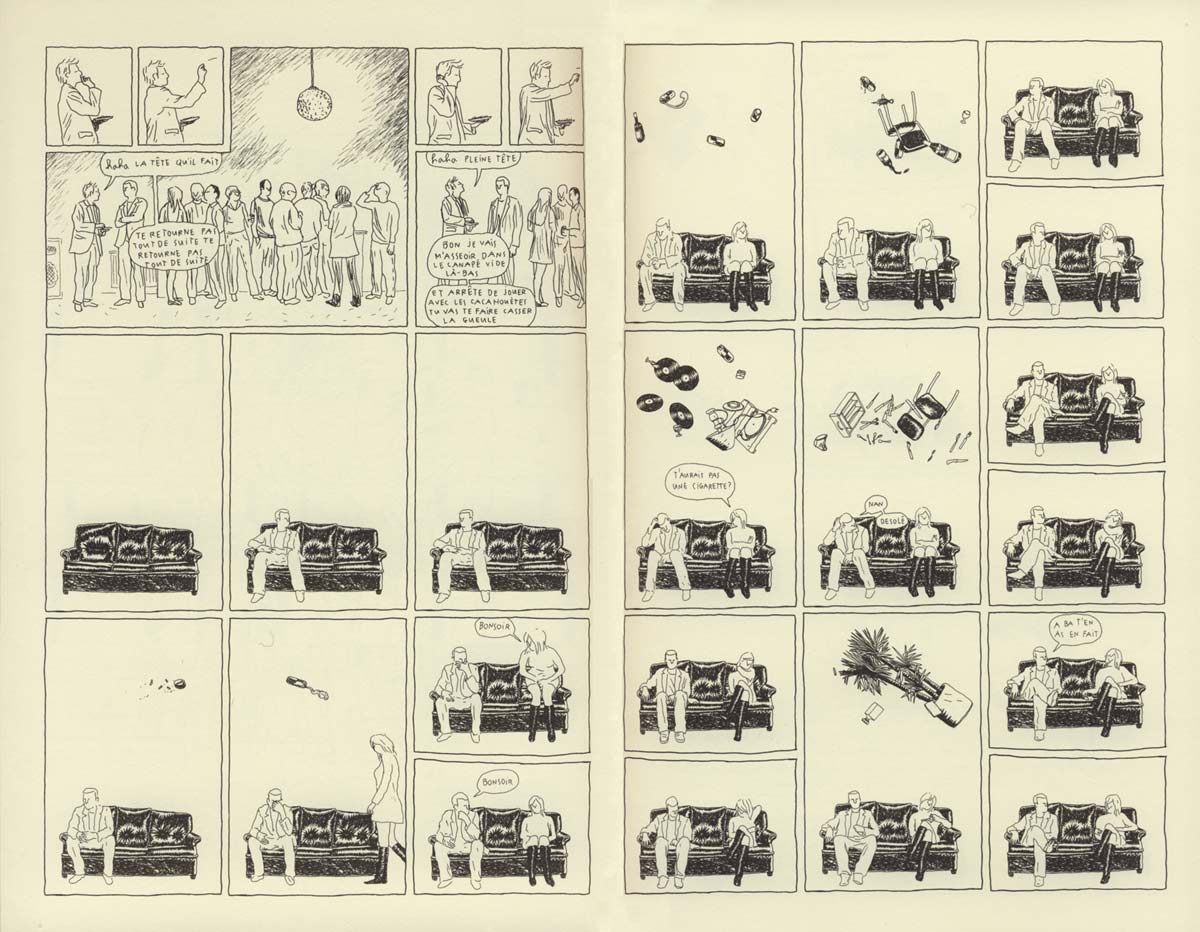 haha LA TÊTE QU'IL FAIT
TE RETOURNE PAS
TOUT DE SUITE TE
RETOURNE PAS
TOUT DE SUITE
haha PLEINE TÊTE
BON JE VAIS
M'ASSEOIR DANS
LE CANAPÉ VIDE
LÀ-BAS
ET ARRÊTE DE JOUER
AVEC LES CACAHOUÈTES
TU VAS TE FAIRE CASSER
LA GUEULE
BONSOIR
BONSOIR
T'AURAIS PAS
UNE CIGARETTE?
NAN
DESOLÉ
A BA T'EN
AS EN FAIT